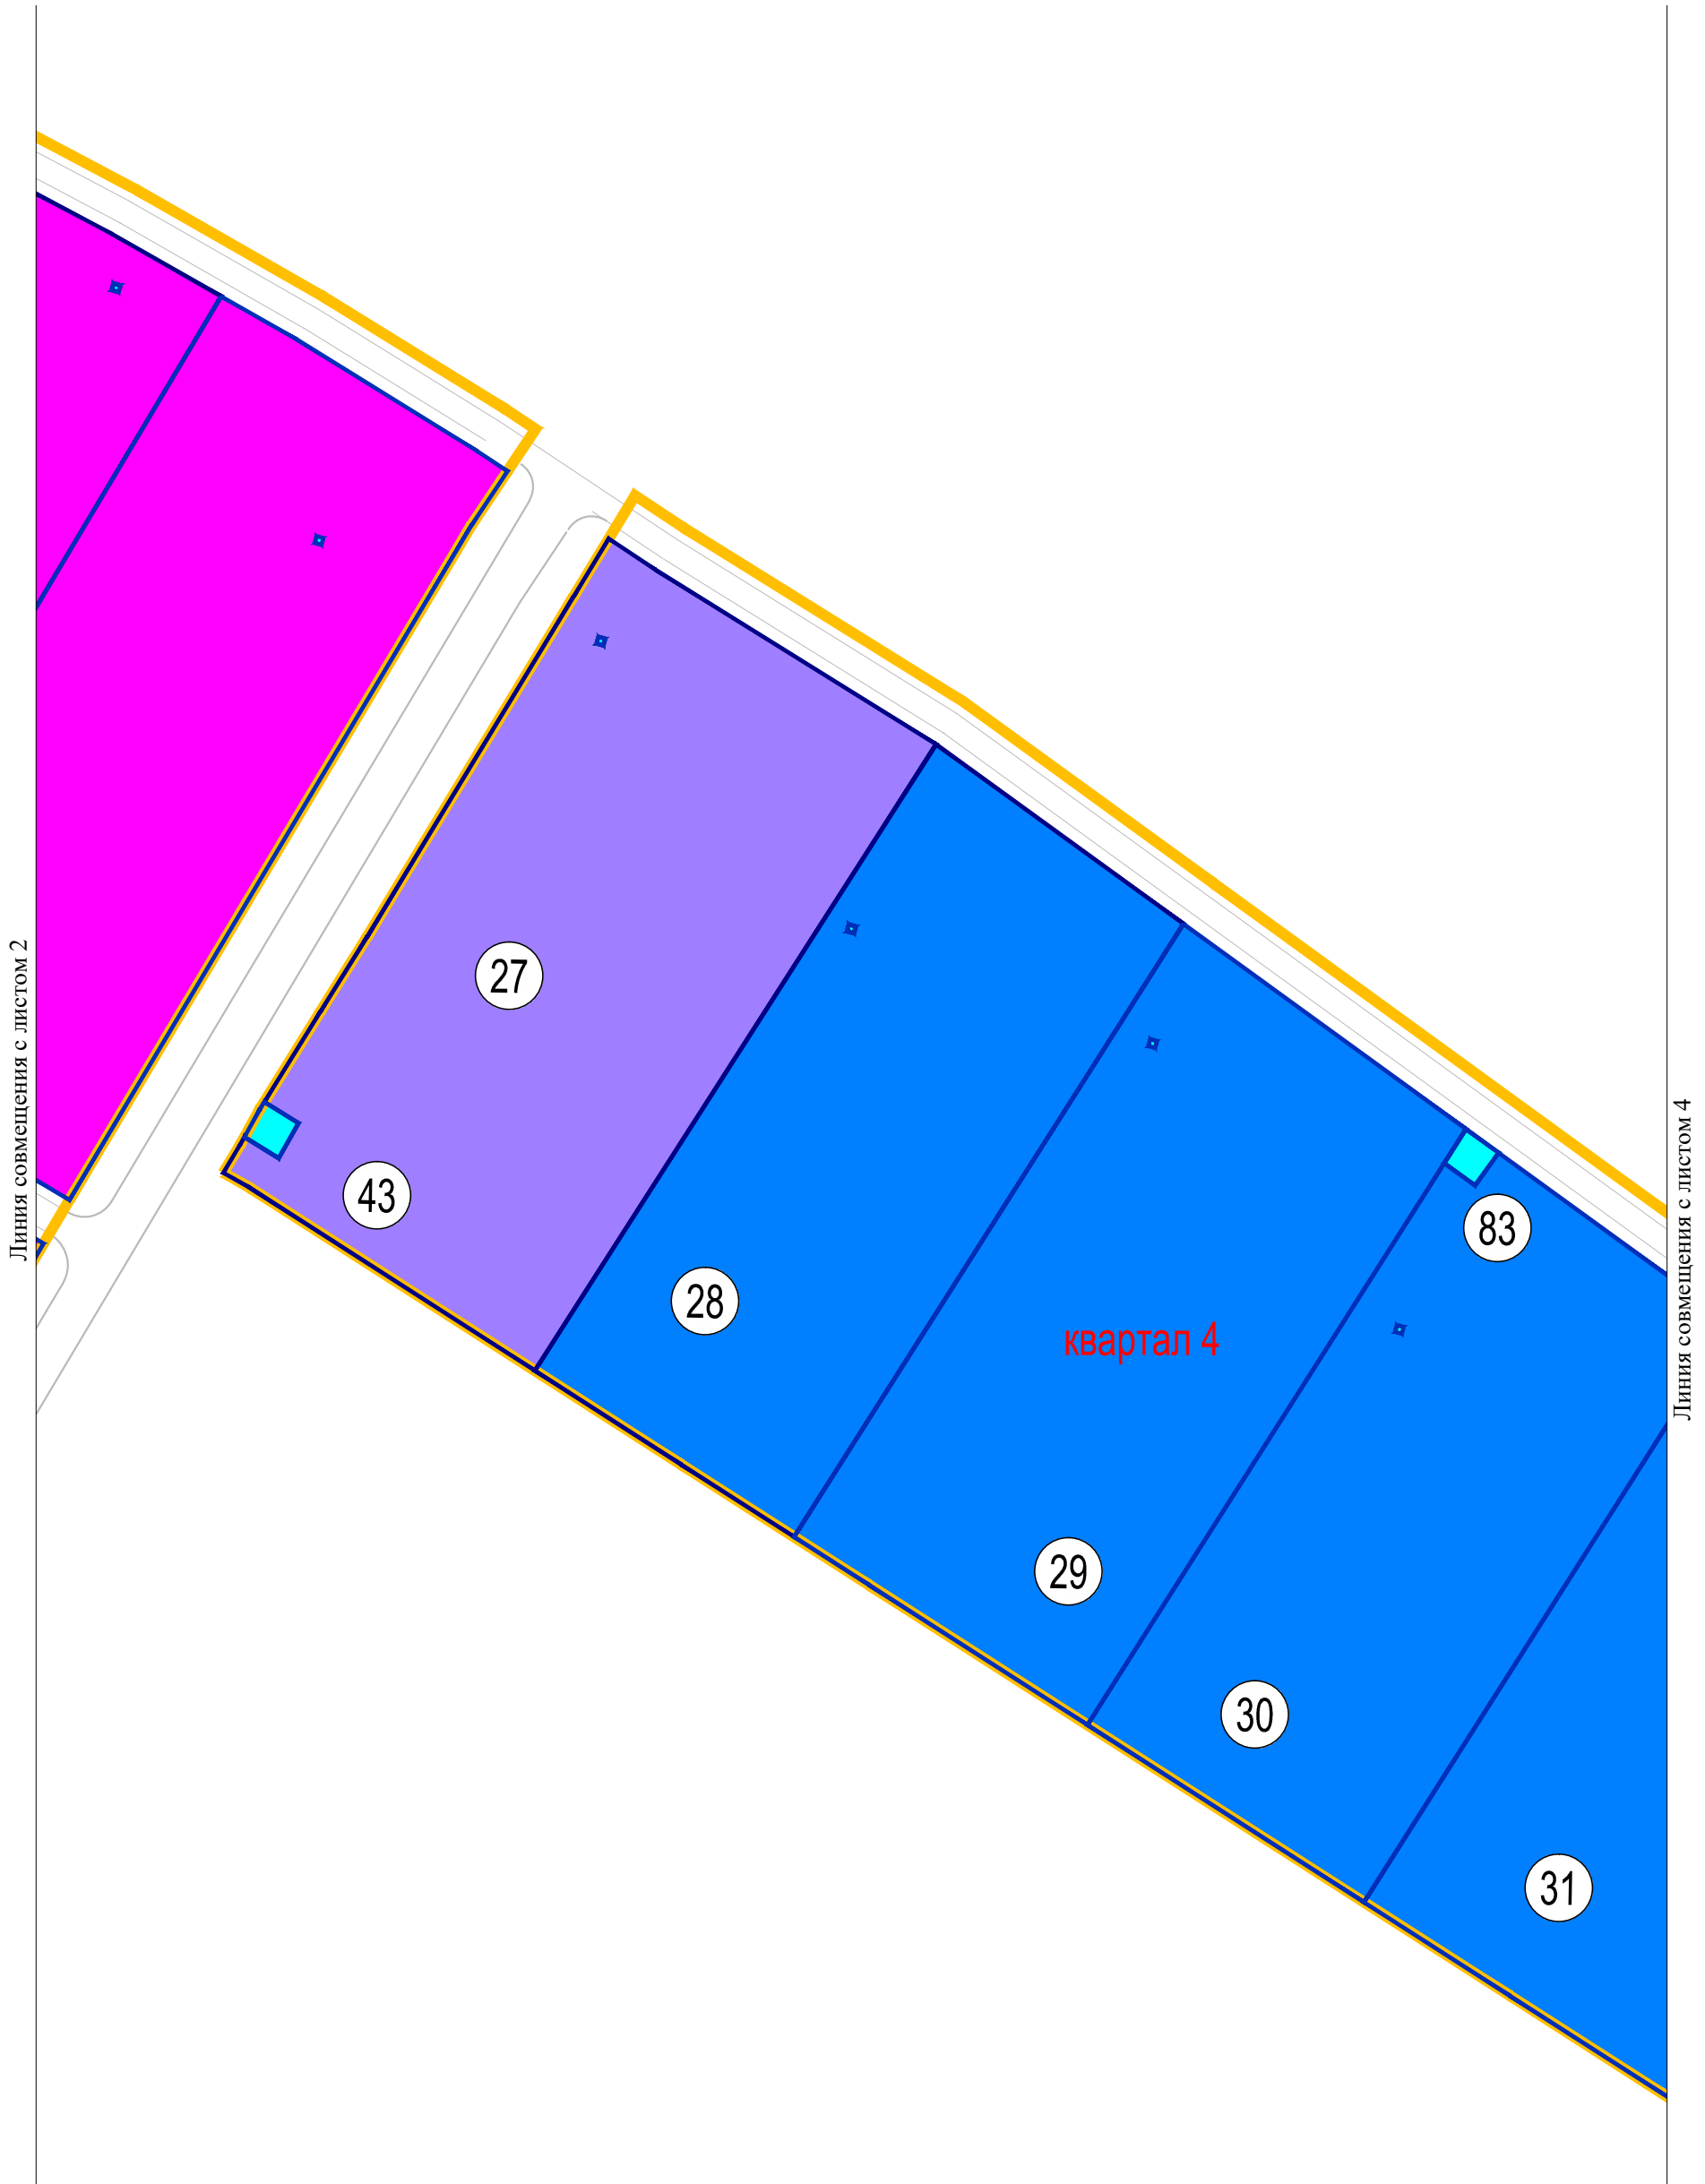 Линия совмещения с листом 2
27
43
28
83
квартал 4
29
30
31
Линия совмещения с листом 4